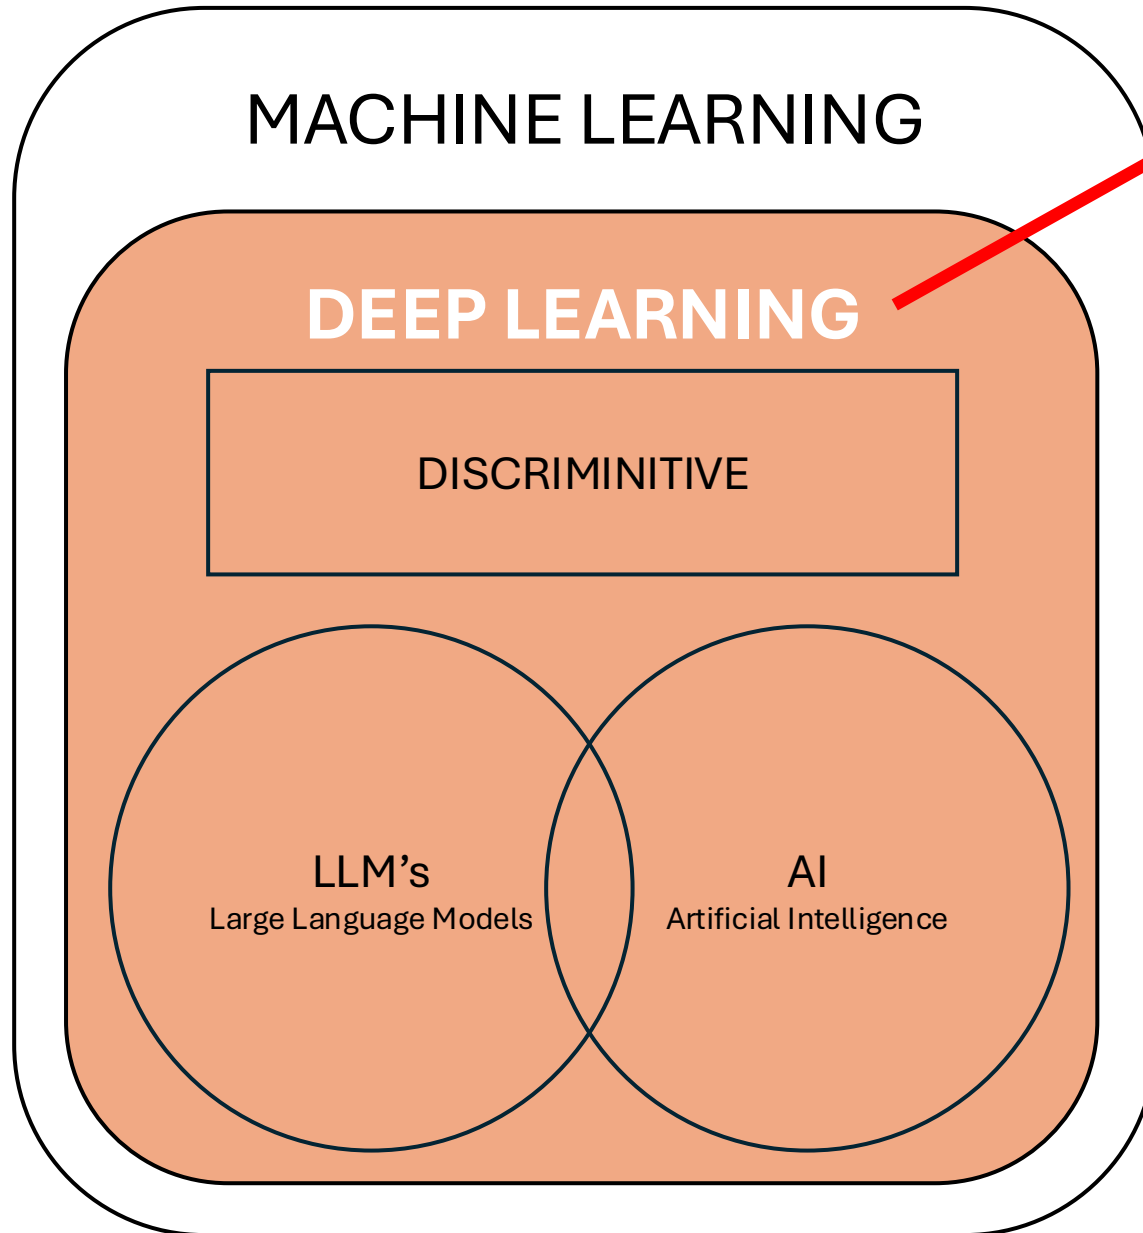 MACHINE LEARNING
DEEP LEARNING
DISCRIMINITIVE
LLM’s
Large Language Models
AI
Artificial Intelligence